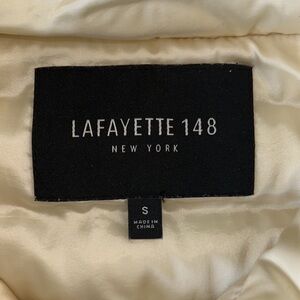 LAFAYETTE 148
NEW YORK
S
MADE IN
CHINA